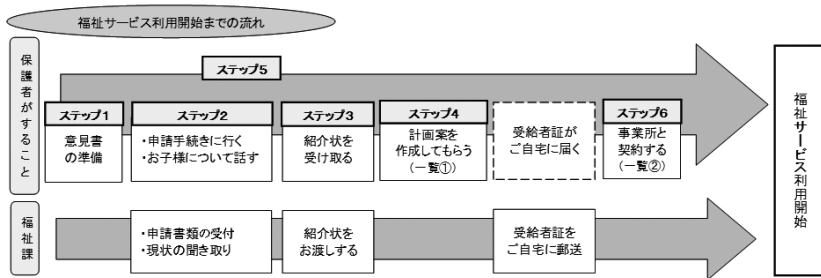 福祉サービス利用開始までの流れ
保護者がすること
ステップ5
ステップ1
意見書
の準備
ステップ2
・申請手続きに行く
・お子様について話す
ステップ3
紹介状を
受け取る
ステップ4
計画案を
作成してもらう
(一覧①)
受給者証が
ご自宅に届く
ステップ6
事業所と
契約する
(一覧②)
福祉サービス利用開始
福祉課
・申請書類の受付
・現状の聞き取り
紹介状を
お渡しする
受給者証を
ご自宅に郵送